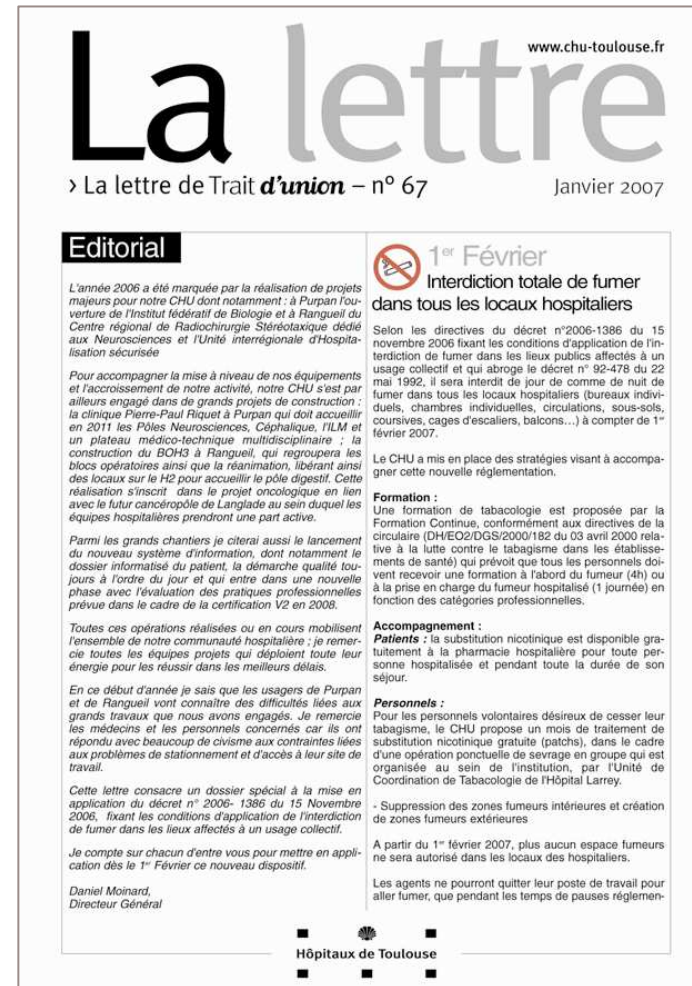 www.chu-toulouse.fr
La lettre
› La lettre de Trait d'union – n° 67
Janvier 2007
Editorial
L'année 2006 a été marquée par la réalisation de projets
majeurs pour notre CHU dont notamment : à Purpan l'ou-
verture de l'Institut fédératif de Biologie et à Rangueil du
Centre régional de Radiochirurgie Stéréotaxique dédié
aux Neurosciences et l'Unité interrégionale d'Hospita-
lisation sécurisée
Pour accompagner la mise à niveau de nos équipements
et l'accroissement de notre activité, notre CHU s'est par
ailleurs engagé dans de grands projets de construction :
la clinique Pierre-Paul Riquet à Purpan qui doit accueillir
en 2011 les Pôles Neurosciences, Céphalique, l'ILM et
un plateau médico-technique multidisciplinaire ; la
construction du BOH3 à Rangueil, qui regroupera les
blocs opératoires ainsi que la réanimation, libérant ainsi
des locaux sur le H2 pour accueillir le pôle digestif. Cette
réalisation s'inscrit dans le projet oncologique en lien
avec le futur cancéropôle de Langlade au sein duquel les
équipes hospitalières prendront une part active.
Parmi les grands chantiers je citerai aussi le lancement
du nouveau système d'information, dont notamment le
dossier informatisé du patient, la démarche qualité tou-
jours à l'ordre du jour et qui entre dans une nouvelle
phase avec l'évaluation des pratiques professionnelles
prévue dans le cadre de la certification V2 en 2008.
Toutes ces opérations réalisées ou en cours mobilisent
l'ensemble de notre communauté hospitalière ; je remer-
cie toutes les équipes projets qui déploient toute leur
énergie pour les réussir dans les meilleurs délais.
En ce début d'année je sais que les usagers de Purpan
et de Rangueil vont connaître des difficultés liées aux
grands travaux que nous avons engagés. Je remercie
les médecins et les personnels concernés car ils ont
répondu avec beaucoup de civisme aux contraintes liées
aux problèmes de stationnement et d'accès à leur site de
travail.
Cette lettre consacre un dossier spécial à la mise en
application du décret n° 2006- 1386 du 15 Novembre
2006, fixant les conditions d'application de l'interdiction
de fumer dans les lieux affectés à un usage collectif.
Je compte sur chacun d'entre vous pour mettre en appli-
cation dès le 1er Février ce nouveau dispositif.
Daniel Moinard,
Directeur Général
1er Février
Interdiction totale de fumer
dans tous les locaux hospitaliers
Selon les directives du décret n°2006-1386 du 15
novembre 2006 fixant les conditions d'application de l'in-
terdiction de fumer dans les lieux publics affectés à un
usage collectif et qui abroge le décret n° 92-478 du 22
mai 1992, il sera interdit de jour de comme de nuit de
fumer dans tous les locaux hospitaliers (bureaux indivi-
duels, chambres individuelles, circulations, sous-sols,
coursives, cages d'escaliers, balcons…) à compter de 1er
février 2007.
Le CHU a mis en place des stratégies visant à accompa-
gner cette nouvelle réglementation.
Formation :
Une formation de tabacologie est proposée par la
Formation Continue, conformément aux directives de la
circulaire (DH/EO2/DGS/2000/182 du 03 avril 2000 rela-
tive à la lutte contre le tabagisme dans les établisse-
ments de santé) qui prévoit que tous les personnels doi-
vent recevoir une formation à l'abord du fumeur (4h) ou
à la prise en charge du fumeur hospitalisé (1 journée) en
fonction des catégories professionnelles.
Accompagnement :
Patients : la substitution nicotinique est disponible gra-
tuitement à la pharmacie hospitalière pour toute per-
sonne hospitalisée et pendant toute la durée de son
séjour.
Personnels :
Pour les personnels volontaires désireux de cesser leur
tabagisme, le CHU propose un mois de traitement de
substitution nicotinique gratuite (patchs), dans le cadre
d'une opération ponctuelle de sevrage en groupe qui est
organisée au sein de l'institution, par l'Unité de
Coordination de Tabacologie de l'Hôpital Larrey.
- Suppression des zones fumeurs intérieures et création
de zones fumeurs extérieures
A partir du 1er février 2007, plus aucun espace fumeurs
ne sera autorisé dans les locaux des hospitaliers.
Les agents ne pourront quitter leur poste de travail pour
aller fumer, que pendant les temps de pauses réglemen-
Hôpitaux de Toulouse